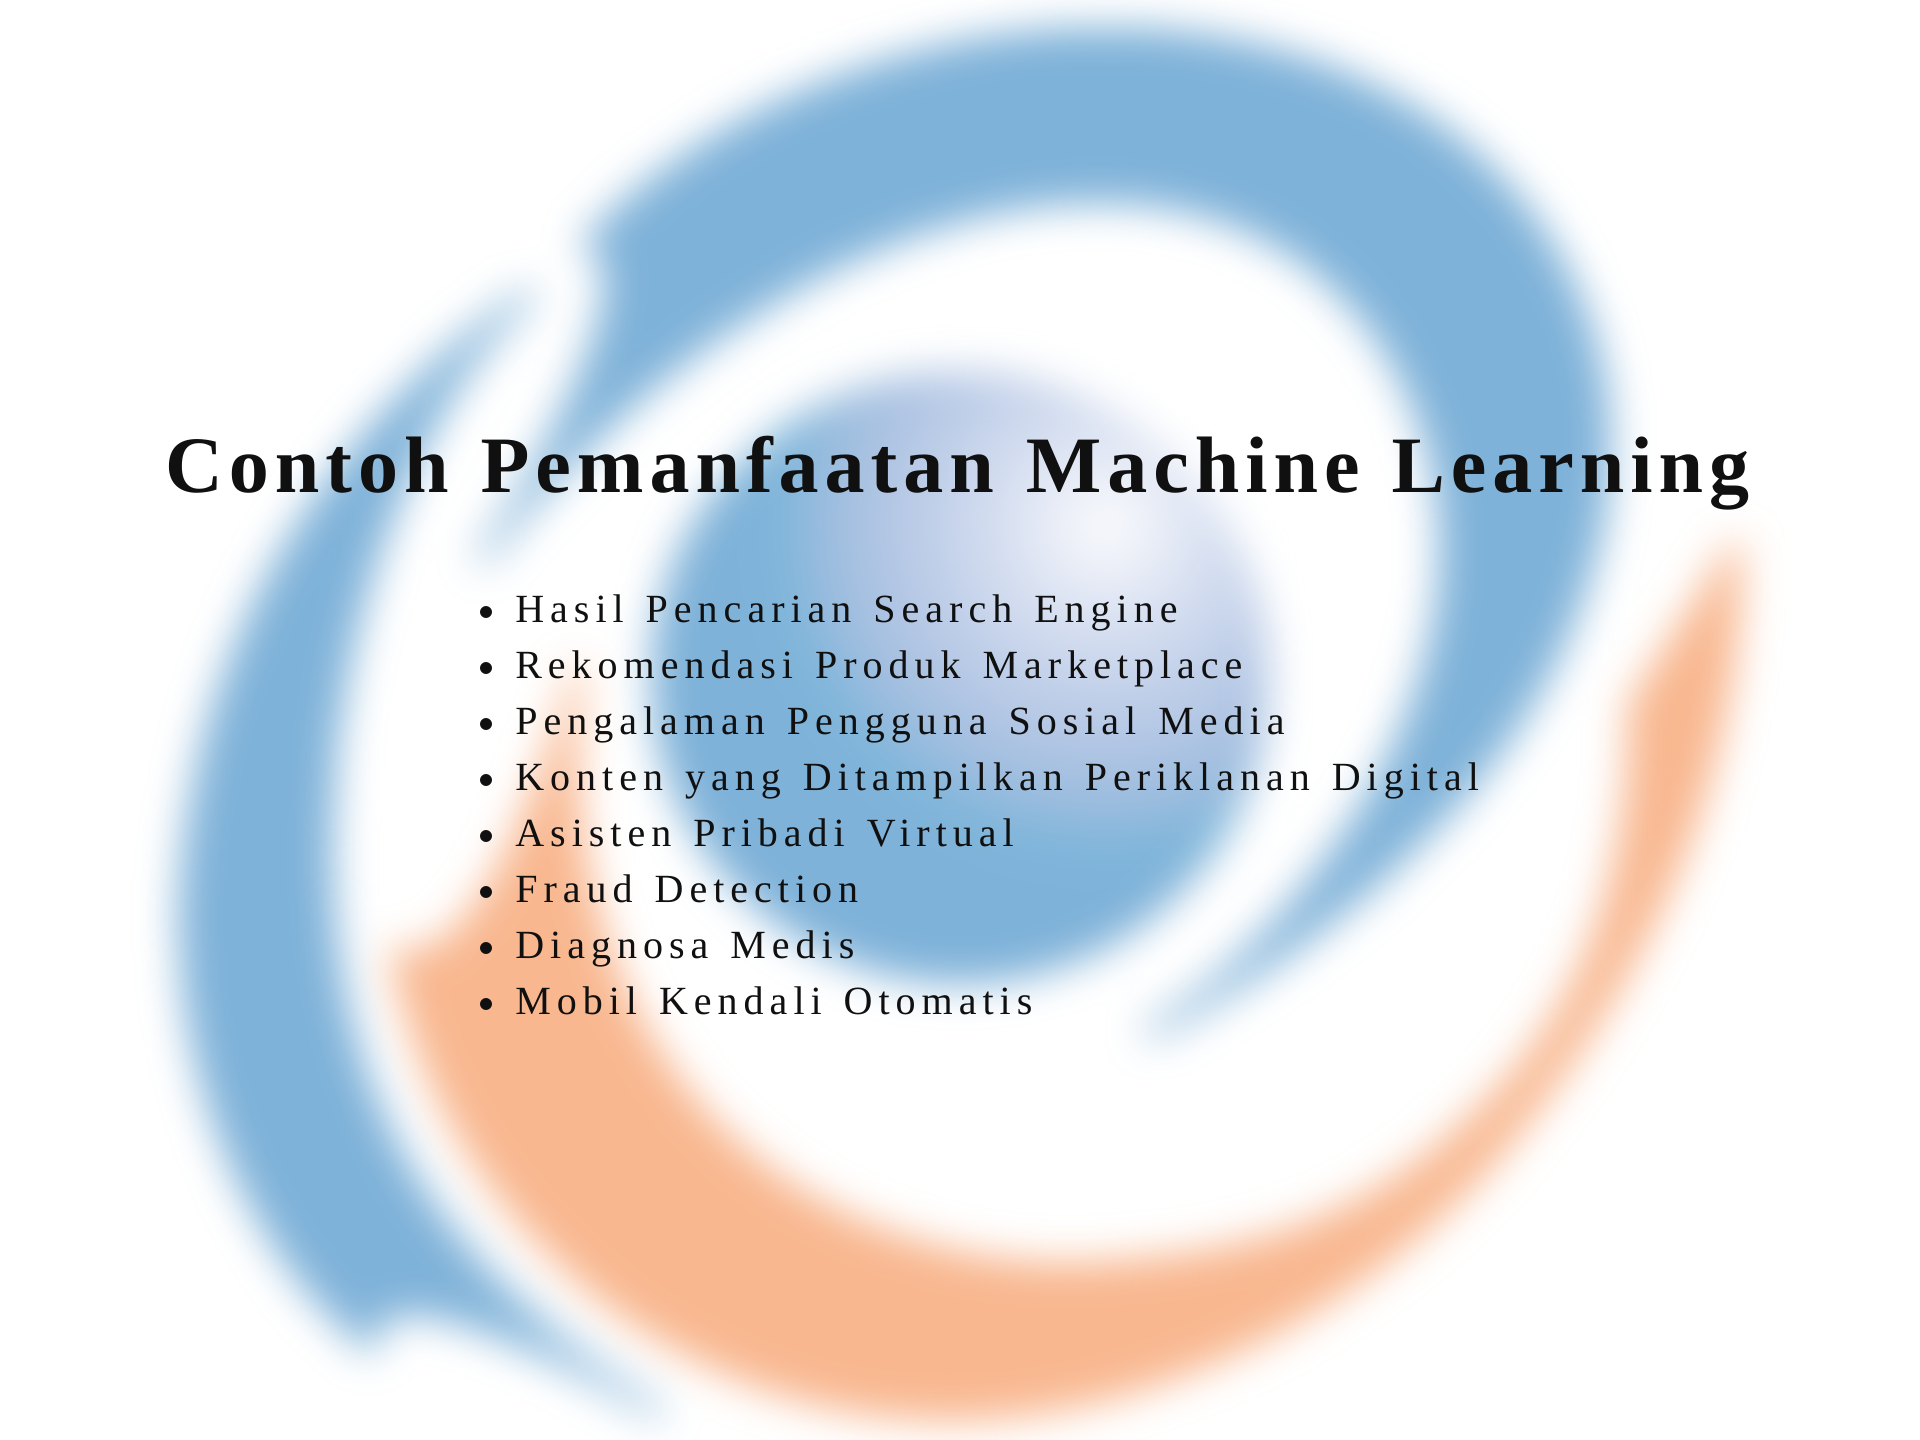 Contoh Pemanfaatan Machine Learning
• Hasil Pencarian Search Engine
• Rekomendasi Produk Marketplace
• Pengalaman Pengguna Sosial Media
• Konten yang Ditampilkan Periklanan Digital
• Asisten Pribadi Virtual
• Fraud Detection
• Diagnosa Medis
• Mobil Kendali Otomatis